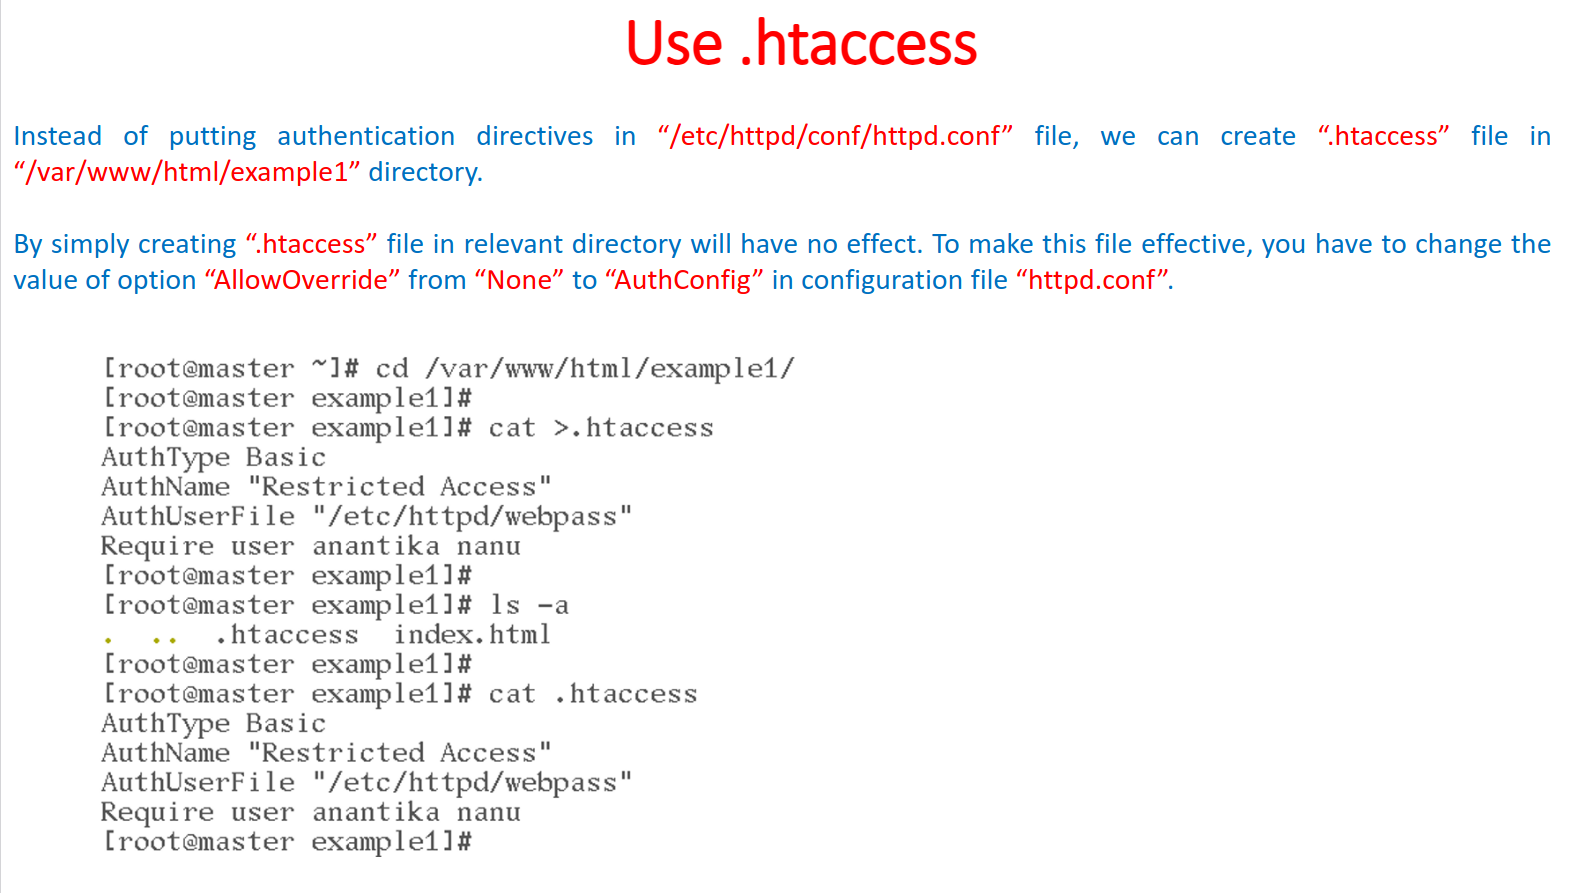 Use .htaccess
Instead of putting authentication directives in “/etc/httpd/conf/httpd.conf” file, we can create “.htaccess” file in
“/var/www/html/example1” directory.
By simply creating “.htaccess” file in relevant directory will have no effect. To make this file effective, you have to change the
value of option “AllowOverride” from “None” to “AuthConfig” in configuration file “httpd.conf”.
[root@master ~]# cd /var/www/html/example1/
[root@master example1]#
[root@master example1]# cat >.htaccess
AuthType Basic
AuthName "Restricted Access"
AuthUserFile "/etc/httpd/webpass"
Require user anantika nanu
[root@master example1]#
[root@master example1]# ls -a
.  ..  .htaccess  index.html
[root@master example1]#
[root@master example1]# cat .htaccess
AuthType Basic
AuthName "Restricted Access"
AuthUserFile "/etc/httpd/webpass"
Require user anantika nanu
[root@master example1]#